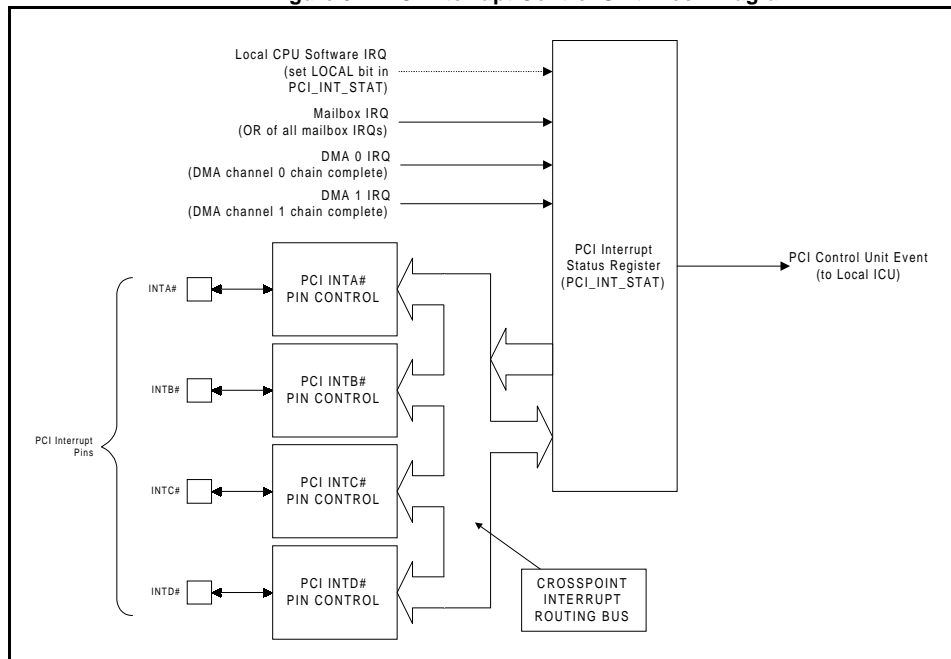 Local CPU Software IRQ
(set LOCAL bit in
PCI_INT_STAT)
Mailbox IRQ
(OR of all mailbox IRQs)
DMA 0 IRQ
(DMA channel 0 chain complete)
DMA 1 IRQ
(DMA channel 1 chain complete)
PCI Interrupt
Status Register
(PCI_INT_STAT)
PCI Control Unit Event
(to Local ICU)
PCI Interrupt
Pins
INTA#
PCI INTA#
PIN CONTROL
INTB#
PCI INTB#
PIN CONTROL
INTC#
PCI INTC#
PIN CONTROL
INTD#
PCI INTD#
PIN CONTROL
CROSSPOINT
INTERRUPT
ROUTING BUS